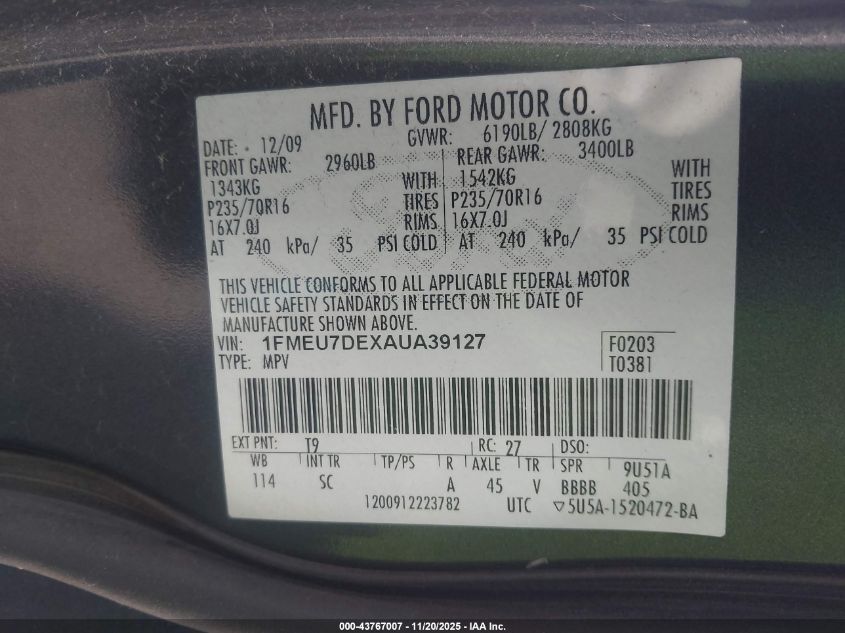 MFD. BY FORD MOTOR CO.
DATE: 12/09 GVWR: 6190LB/ 2808KG
FRONT GAWR: 2960LB REAR GAWR: 3400LB
1343KG WITH 1542KG WITH
P235/70R16 TIRES P235/70R16 TIRES
16X7.0J RIMS 16X7.0J RIMS
AT 240 kPa/ 35 PSI COLD AT 240 kPa/ 35 PSI COLD
THIS VEHICLE CONFORMS TO ALL APPLICABLE FEDERAL MOTOR
VEHICLE SAFETY STANDARDS IN EFFECT ON THE DATE OF
MANUFACTURE SHOWN ABOVE.
VIN: 1FMEU7DEXAUA39127 F0203
TYPE: MPV T0381
EXT PNT: T9 RC: 27 DSO:
WB INT TR TP/PS R AXLE TR SPR 9U51A
114 SC A 45 V BBBB 405
1200912223782 UTC ▽5U5A-1520472-BA
000-43767007 - 11/20/2025 - IAA Inc.